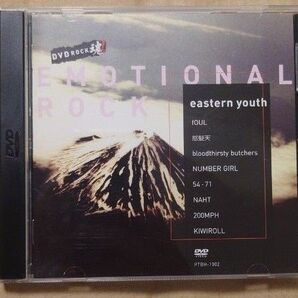 DVD ROCK 魂
EMOTIONAL
ROCK
eastern youth
fOUL
怒髪天
bloodthirsty butchers
NUMBER GIRL
54-71
NAHT
200MPH
KIWIROLL
DVD
PTBH-1002
DVD